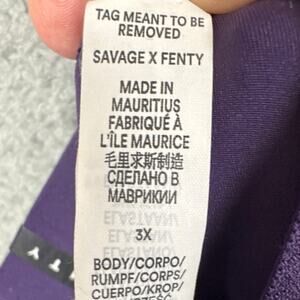 TAG MEANT TO BE
REMOVED
SAVAGE X FENTY
MADE IN
MAURITIUS
FABRIQUÉ À
L'ÎLE MAURICE
毛里求斯制造
СДЕЛАНО В
МАВРИКИИ
3X
BODY/CORPO/
RUMPF/CORPS/
CUERPO/KROP/